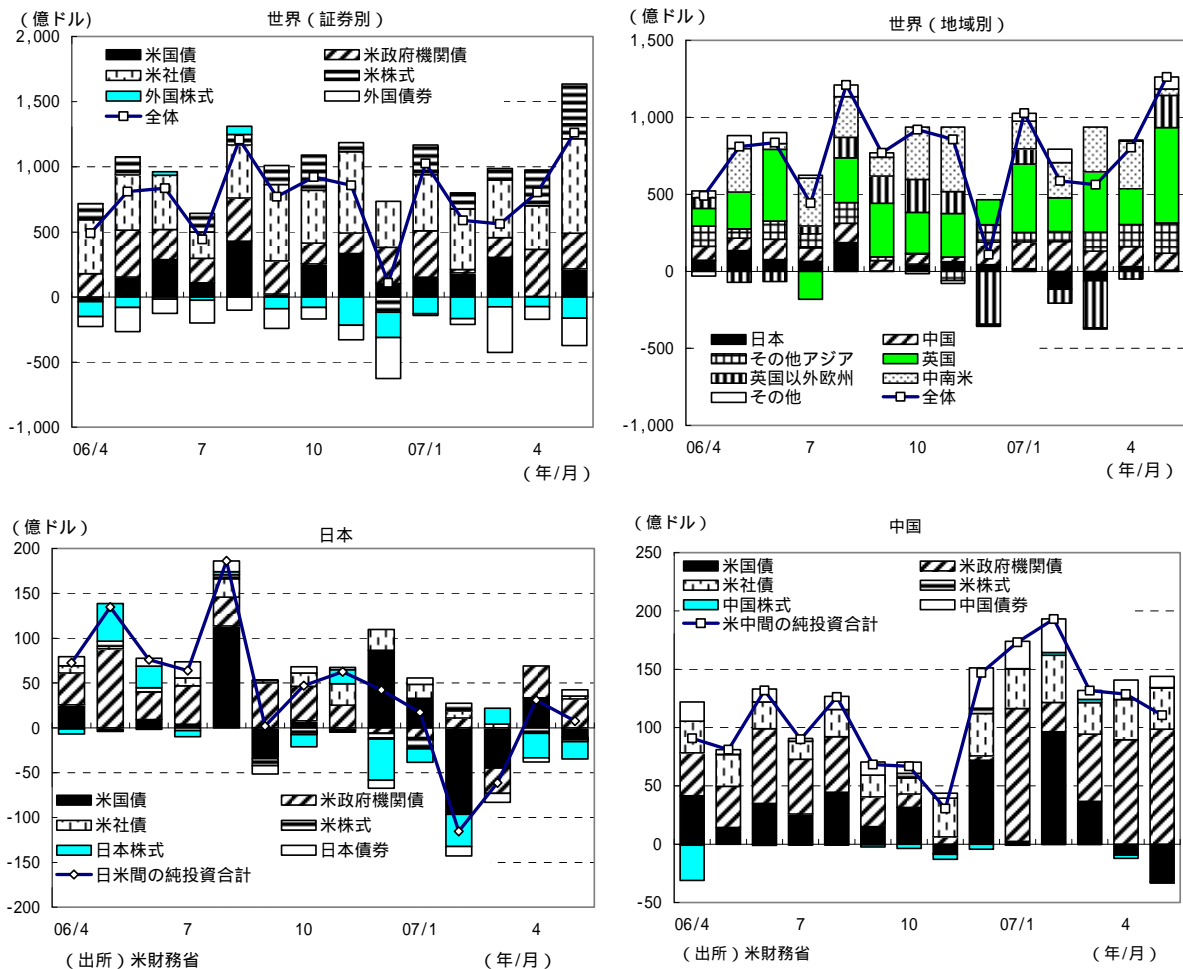 （億ドル）
世界（証券別）
2,000
1,500
1,000
500
0
-500
-1,000
米国債
米政府機関債
米社債
米株式
外国株式
外国債券
全体
06/4
7
10
07/1
4
（年/月）
（億ドル）
世界（地域別）
1,500
1,000
500
0
-500
-1,000
日本
中国
その他アジア
英国
英国以外欧州
中南米
その他
全体
06/4
7
10
07/1
4
（年/月）
（億ドル）
日本
200
150
100
50
0
-50
-100
-150
-200
米国債
米政府機関債
米社債
米株式
日本株式
日本債券
日米間の純投資合計
06/4
7
10
07/1
4
（出所）米財務省
（年/月）
（億ドル）
中国
250
200
150
100
50
0
-50
米国債
米政府機関債
米社債
米株式
中国株式
中国債券
米中間の純投資合計
06/4
7
10
07/1
4
（出所）米財務省
（年/月）